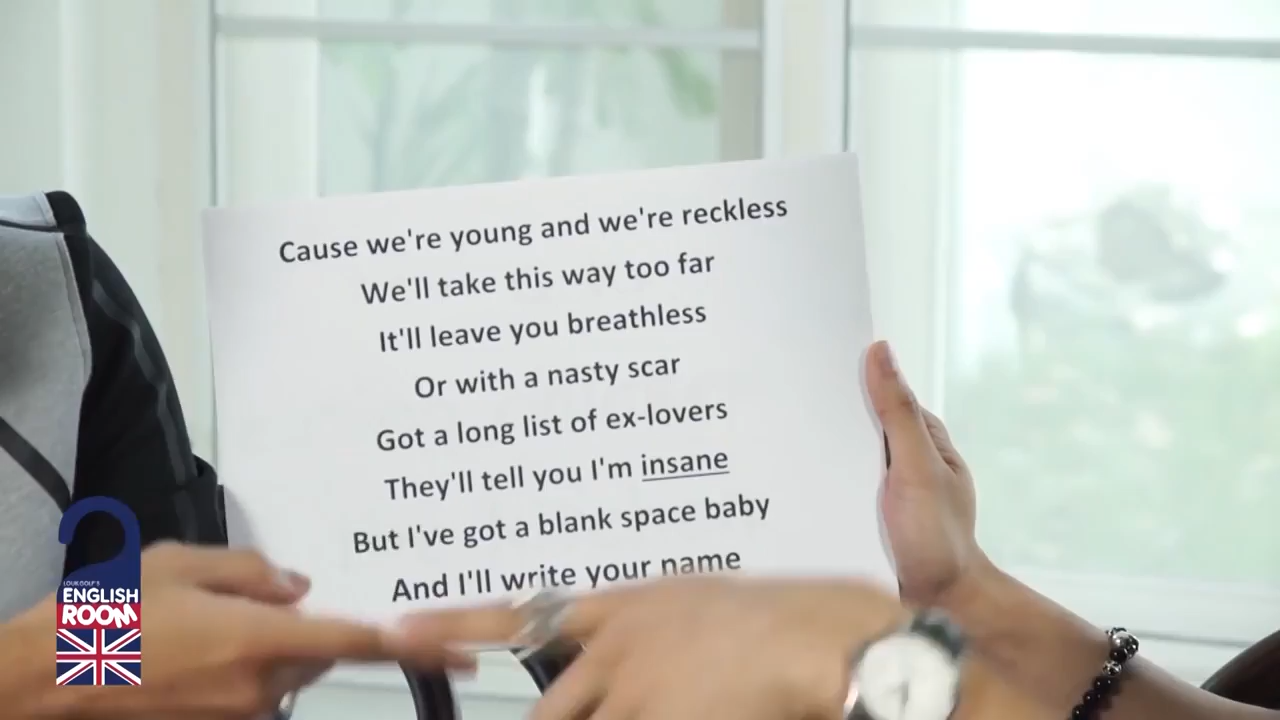 Cause we're young and we're reckless
We'll take this way too far
It'll leave you breathless
Or with a nasty scar
Got a long list of ex-lovers
They'll tell you I'm insane
But I've got a blank space baby
And I'll write your name
LOUKGOLF'S
ENGLISH
ROOM